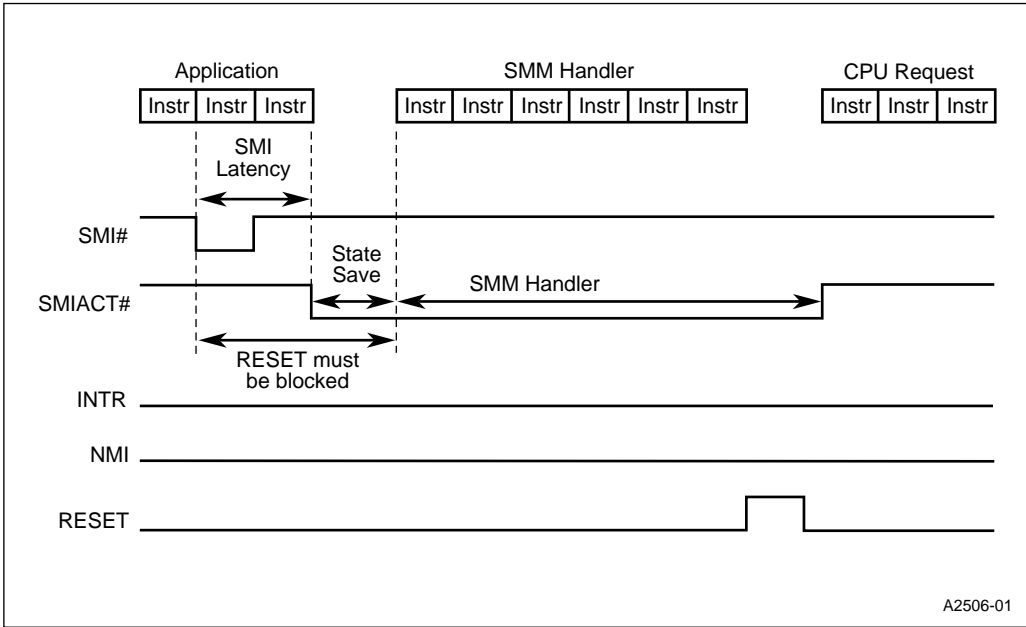 Application SMM Handler CPU Request
Instr Instr Instr Instr Instr Instr Instr Instr Instr Instr Instr Instr
SMI
Latency
SMI#
State
Save
SMM Handler
SMIACT#
RESET must
be blocked
INTR
NMI
RESET
A2506-01